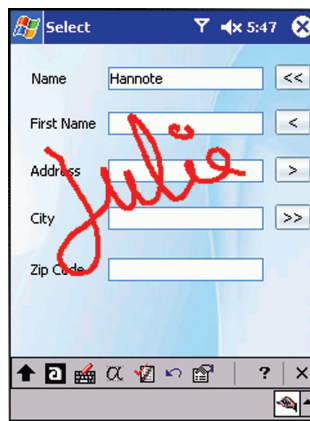 Select 5:47
Name Hannote <<
First Name <
Address >
City >>
Zip Code
Julie
a α ? ×